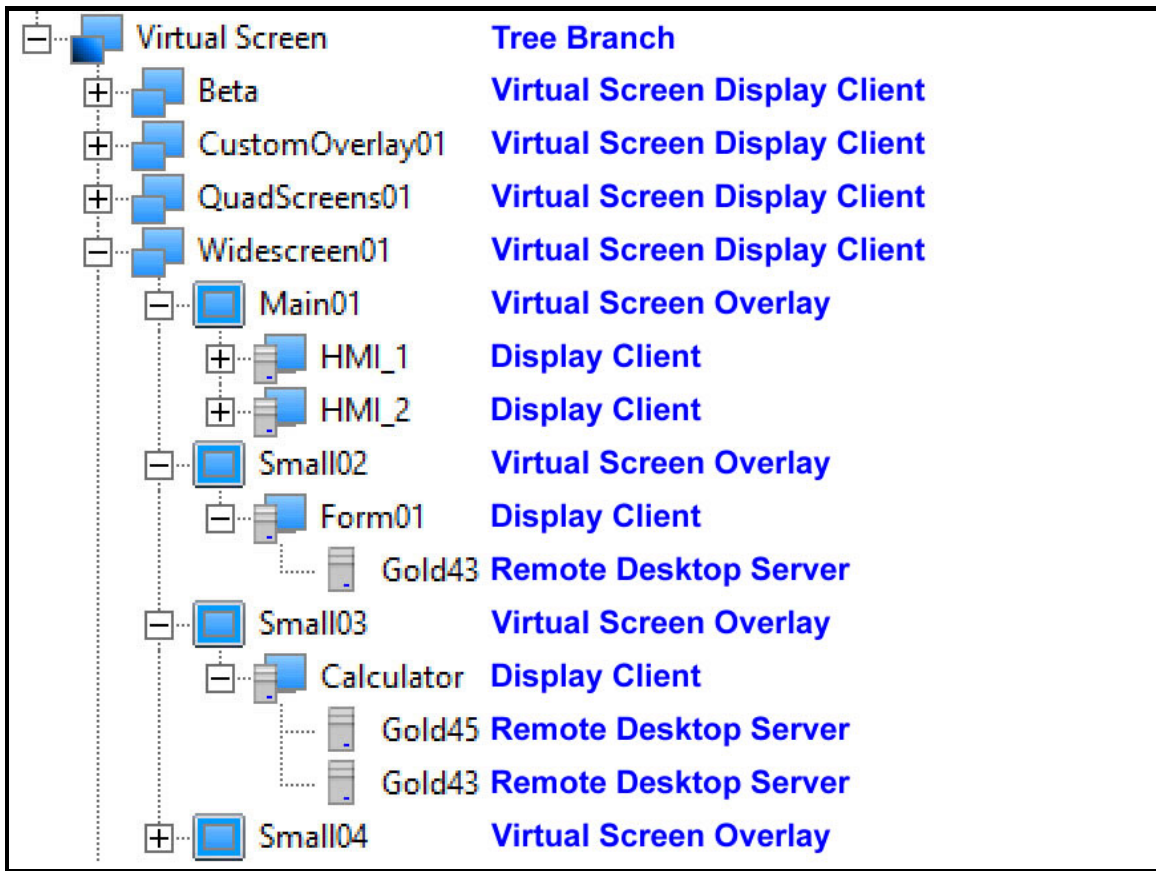 Virtual Screen Tree Branch
Beta Virtual Screen Display Client
CustomOverlay01 Virtual Screen Display Client
QuadScreens01 Virtual Screen Display Client
Widescreen01 Virtual Screen Display Client
Main01 Virtual Screen Overlay
HMI_1 Display Client
HMI_2 Display Client
Small02 Virtual Screen Overlay
Form01 Display Client
Gold43 Remote Desktop Server
Small03 Virtual Screen Overlay
Calculator Display Client
Gold45 Remote Desktop Server
Gold43 Remote Desktop Server
Small04 Virtual Screen Overlay